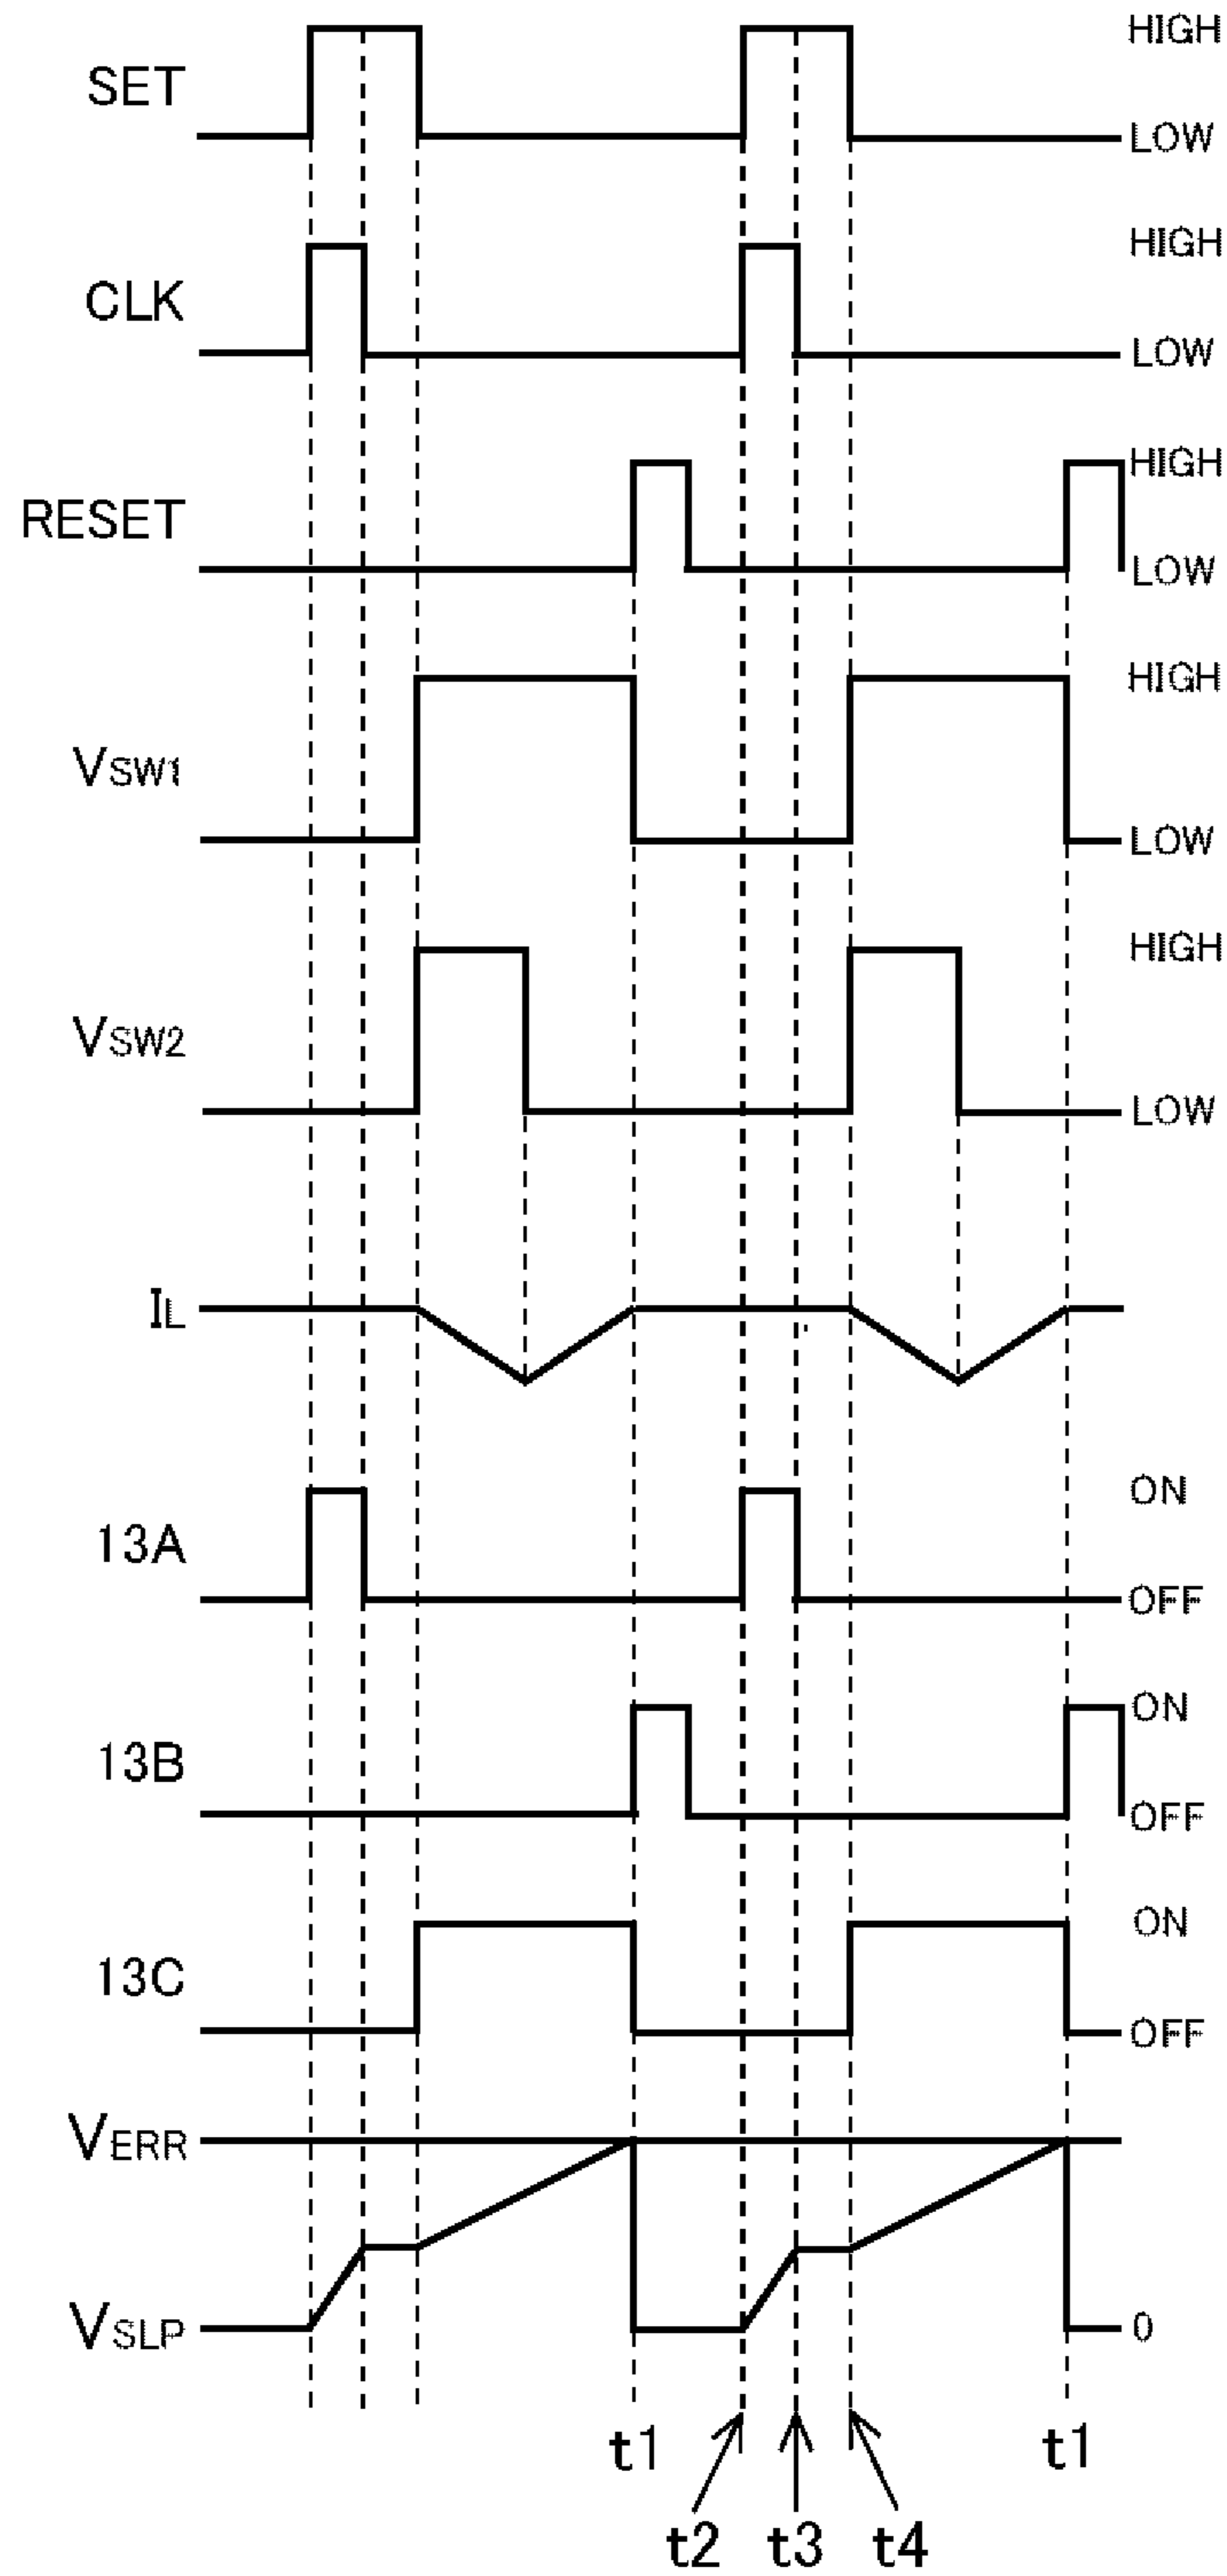 HIGH
SET
LOW
HIGH
CLK
LOW
HIGH
RESET
LOW
HIGH
VSW1
LOW
HIGH
VSW2
LOW
IL
ON
13A
OFF
ON
13B
OFF
ON
13C
OFF
VERR
VSLP 0
t1 t1
t2 t3 t4